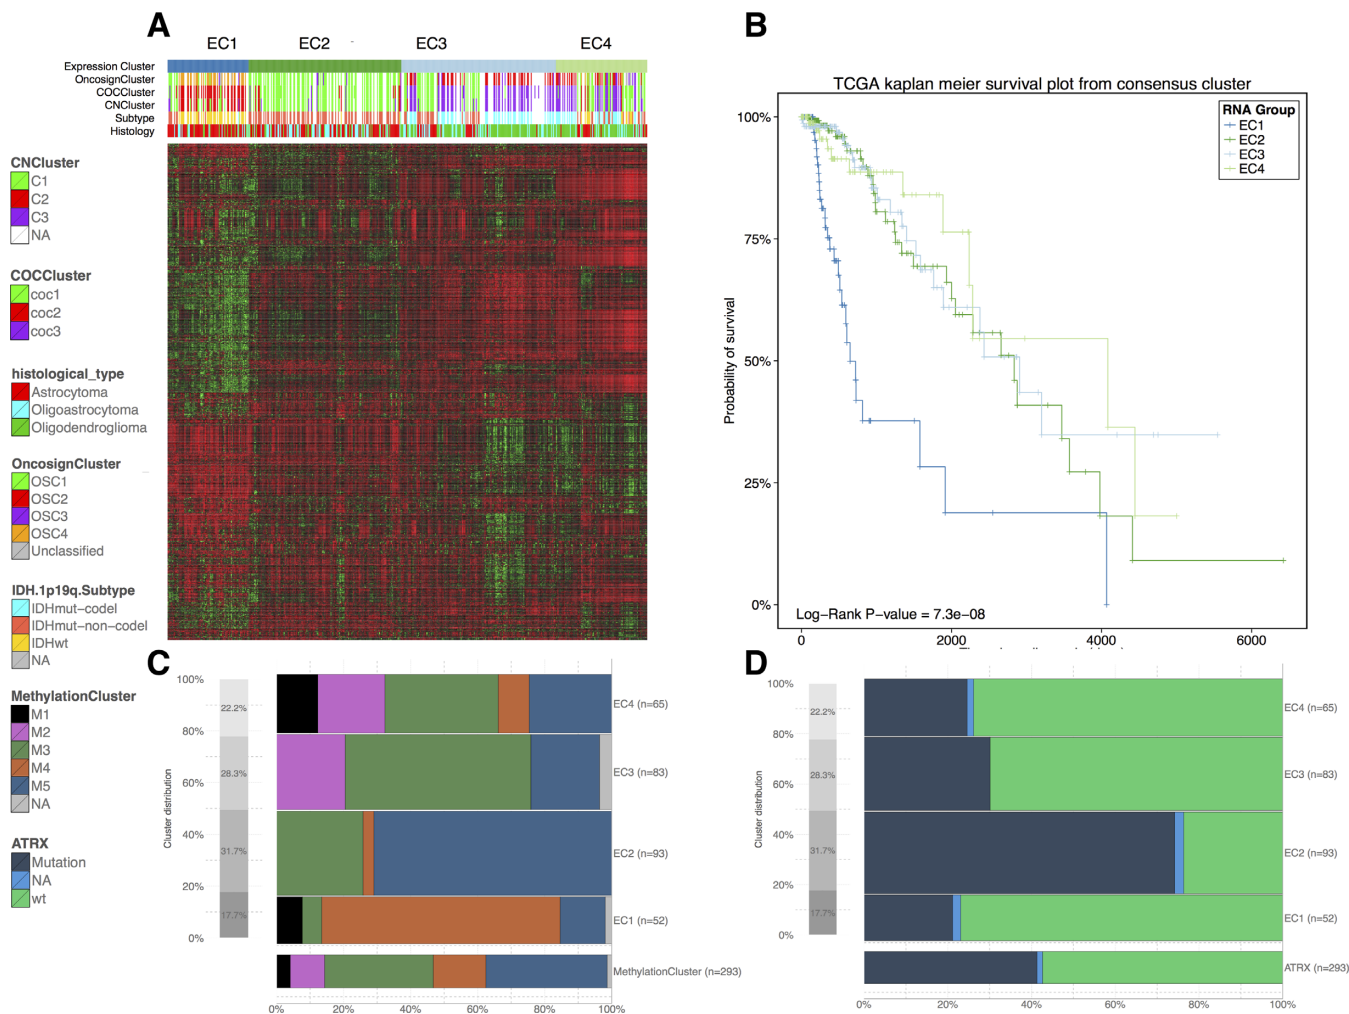 A
EC1 EC2 EC3 EC4
Expression Cluster
OncosignCluster
COCCluster
CNCluster
Subtype
Histology
CNCluster
C1
C2
C3
NA
COCCluster
coc1
coc2
coc3
histological_type
Astrocytoma
Oligoastrocytoma
Oligodendroglioma
OncosignCluster
OSC1
OSC2
OSC3
OSC4
Unclassified
IDH.1p19q.Subtype
IDHmut-codel
IDHmut-non-codel
IDHwt
NA
MethylationCluster
M1
M2
M3
M4
M5
NA
ATRX
Mutation
NA
wt
B
TCGA kaplan meier survival plot from consensus cluster
RNA Group
EC1
EC2
EC3
EC4
Probability of survival
100%
75%
50%
25%
0%
Log-Rank P-value = 7.3e-08
0 2000 4000 6000
C
Cluster distribution
100%
80%
60%
40%
20%
0%
22.2%
28.3%
31.7%
17.7%
EC4 (n=65)
EC3 (n=83)
EC2 (n=93)
EC1 (n=52)
MethylationCluster (n=293)
0% 20% 40% 60% 80% 100%
D
Cluster distribution
100%
80%
60%
40%
20%
0%
22.2%
28.3%
31.7%
17.7%
EC4 (n=65)
EC3 (n=83)
EC2 (n=93)
EC1 (n=52)
ATRX (n=293)
0% 20% 40% 60% 80% 100%